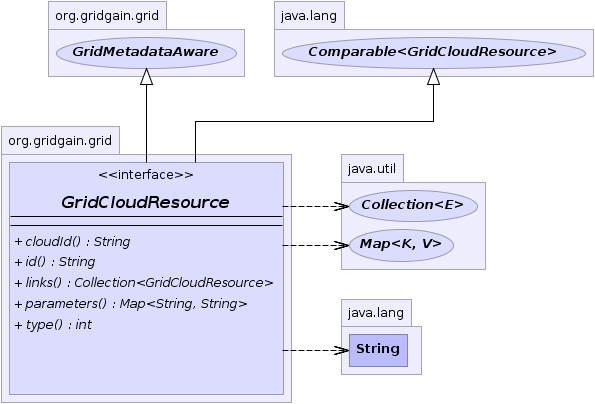 org.gridgain.grid
GridMetadataAware
java.lang
Comparable<GridCloudResource>
org.gridgain.grid
<<interface>>
GridCloudResource
+ cloudId() : String
+ id() : String
+ links() : Collection<GridCloudResource>
+ parameters() : Map<String, String>
+ type() : int
java.util
Collection<E>
Map<K, V>
java.lang
String